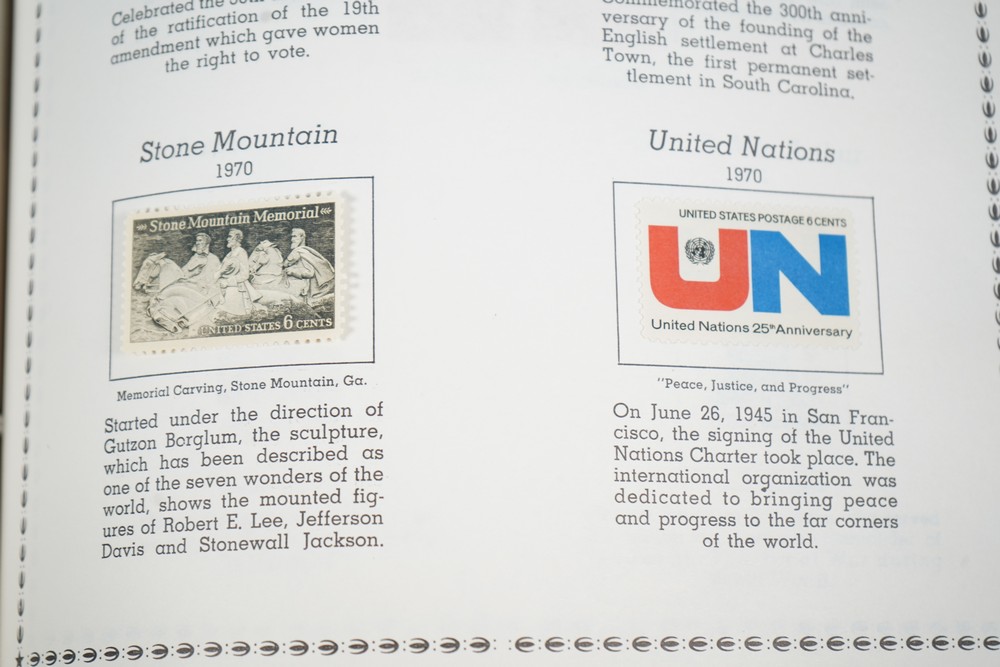 Celebrated the 50th
of the ratification of the 19th
amendment which gave women
the right to vote.
Commemorated the 300th anni-
versary of the founding of the
English settlement at Charles
Town, the first permanent set-
tlement in South Carolina.
Stone Mountain
1970
Stone Mountain Memorial
UNITED STATES 6 CENTS
Memorial Carving, Stone Mountain, Ga.
Started under the direction of
Gutzon Borglum, the sculpture,
which has been described as
one of the seven wonders of the
world, shows the mounted fig-
ures of Robert E. Lee, Jefferson
Davis and Stonewall Jackson.
United Nations
1970
UNITED STATES POSTAGE 6 CENTS
UN
United Nations 25th Anniversary
"Peace, Justice, and Progress"
On June 26, 1945 in San Fran-
cisco, the signing of the United
Nations Charter took place. The
international organization was
dedicated to bringing peace
and progress to the far corners
of the world.